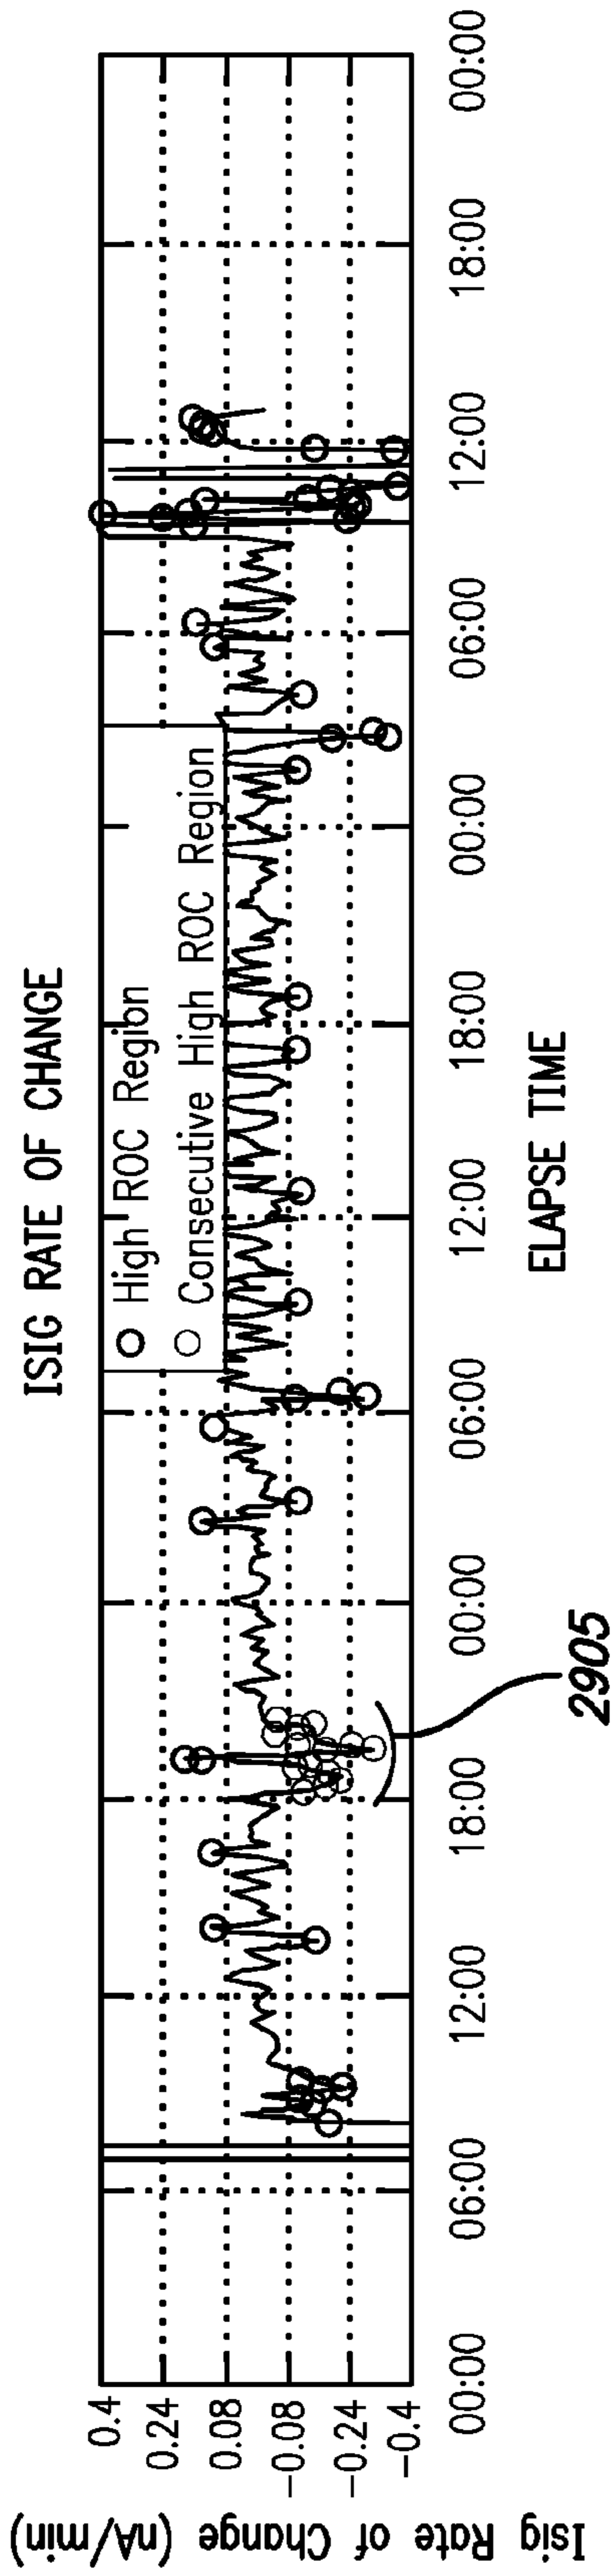 ISIG RATE OF CHANGE
Isig Rate of Change (nA/min)
0.4
0.24
0.08
-0.08
-0.24
-0.4
High ROC Region
Consecutive High ROC Region
00:00 06:00 12:00 18:00 00:00 06:00 12:00 18:00 00:00 06:00 12:00 18:00 00:00
ELAPSE TIME
2905